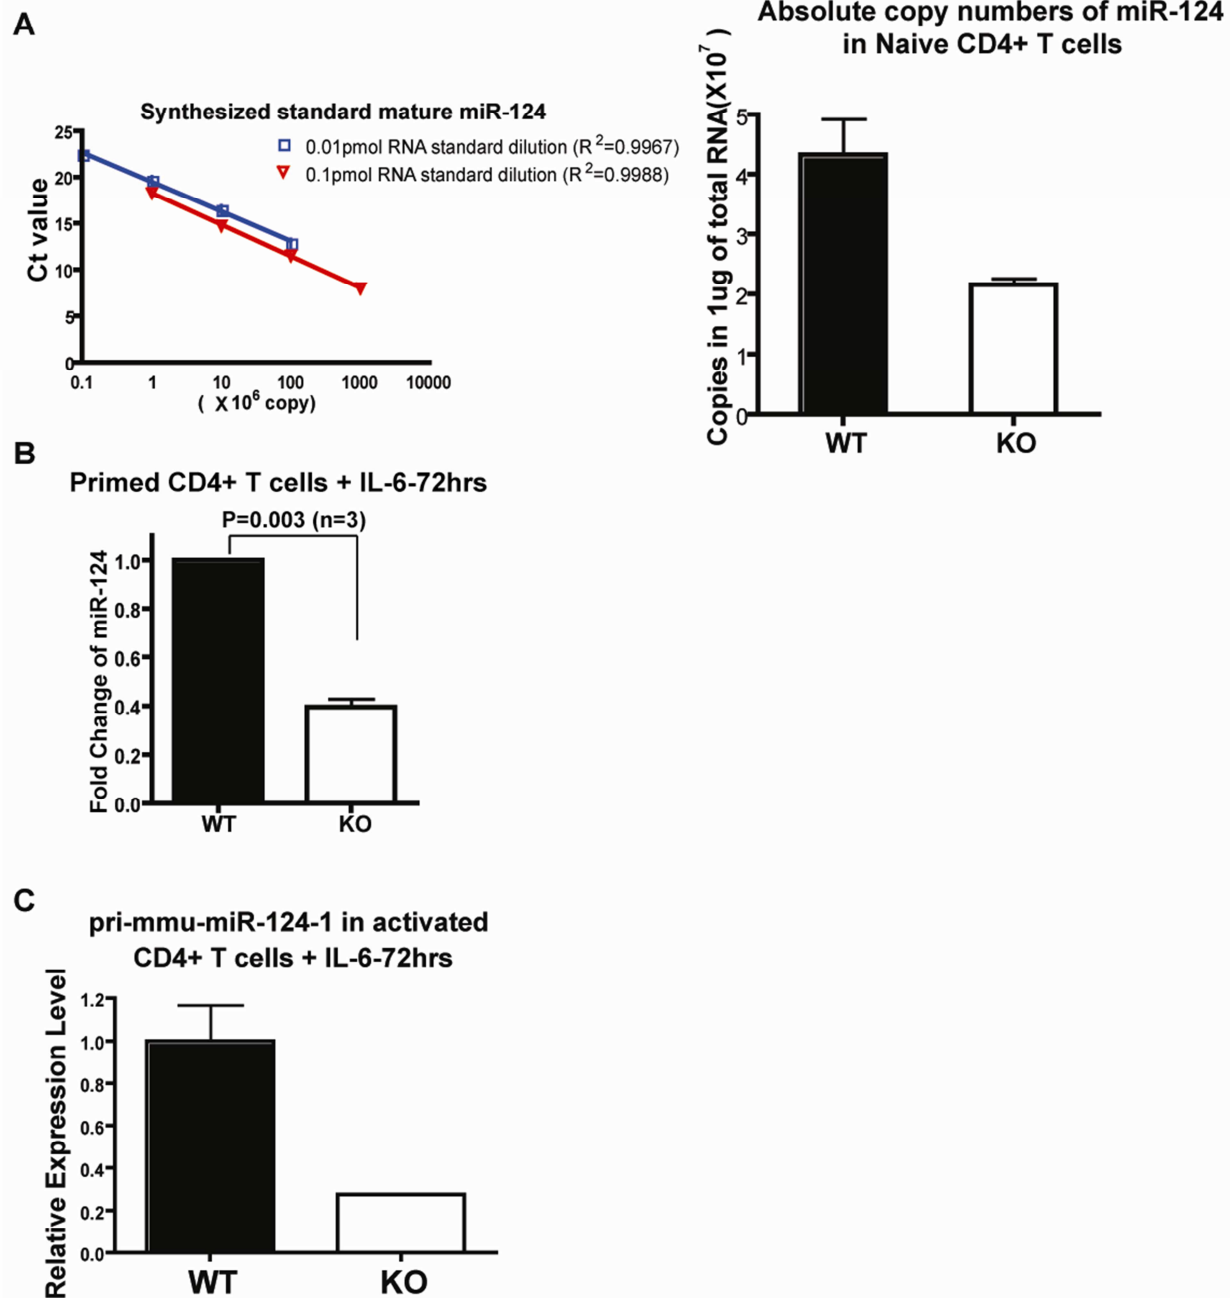 A
Synthesized standard mature miR-124
0.01pmol RNA standard dilution (R²=0.9967)
0.1pmol RNA standard dilution (R²=0.9988)
Ct value
25
20
15
10
5
0
0.1 1 10 100 1000 10000
( X10⁶ copy)
Absolute copy numbers of miR-124
in Naive CD4+ T cells
Copies in 1ug of total RNA(X10⁷ )
5
4
3
2
1
0
WT KO
B
Primed CD4+ T cells + IL-6-72hrs
P=0.003 (n=3)
Fold Change of miR-124
1.0
0.8
0.6
0.4
0.2
0.0
WT KO
C
pri-mmu-miR-124-1 in activated
CD4+ T cells + IL-6-72hrs
Relative Expression Level
1.2
1.0
0.8
0.6
0.4
0.2
0.0
WT KO